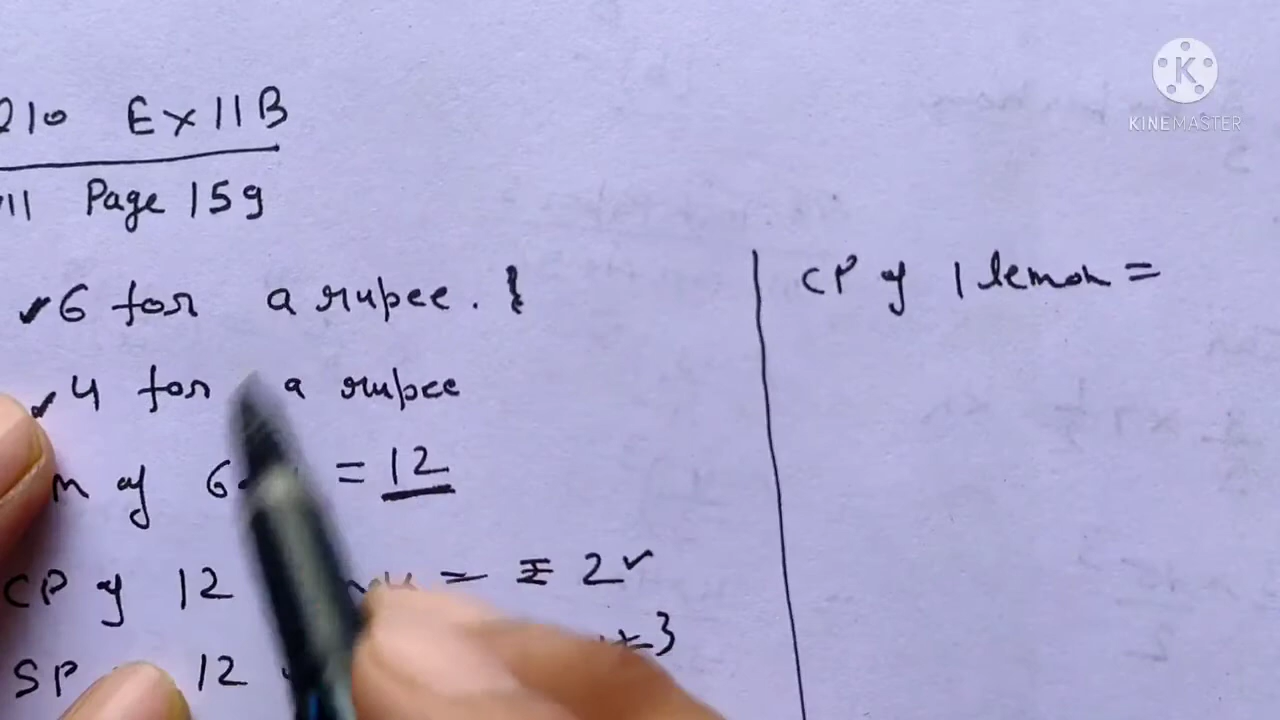 Q10 Ex 11B
Page 159
6 for a rupee.
4 for a rupee
of 6 = 12
CP of 12 = ₹ 2
SP 12 3
CP of 1 lemon =
KINEMASTER